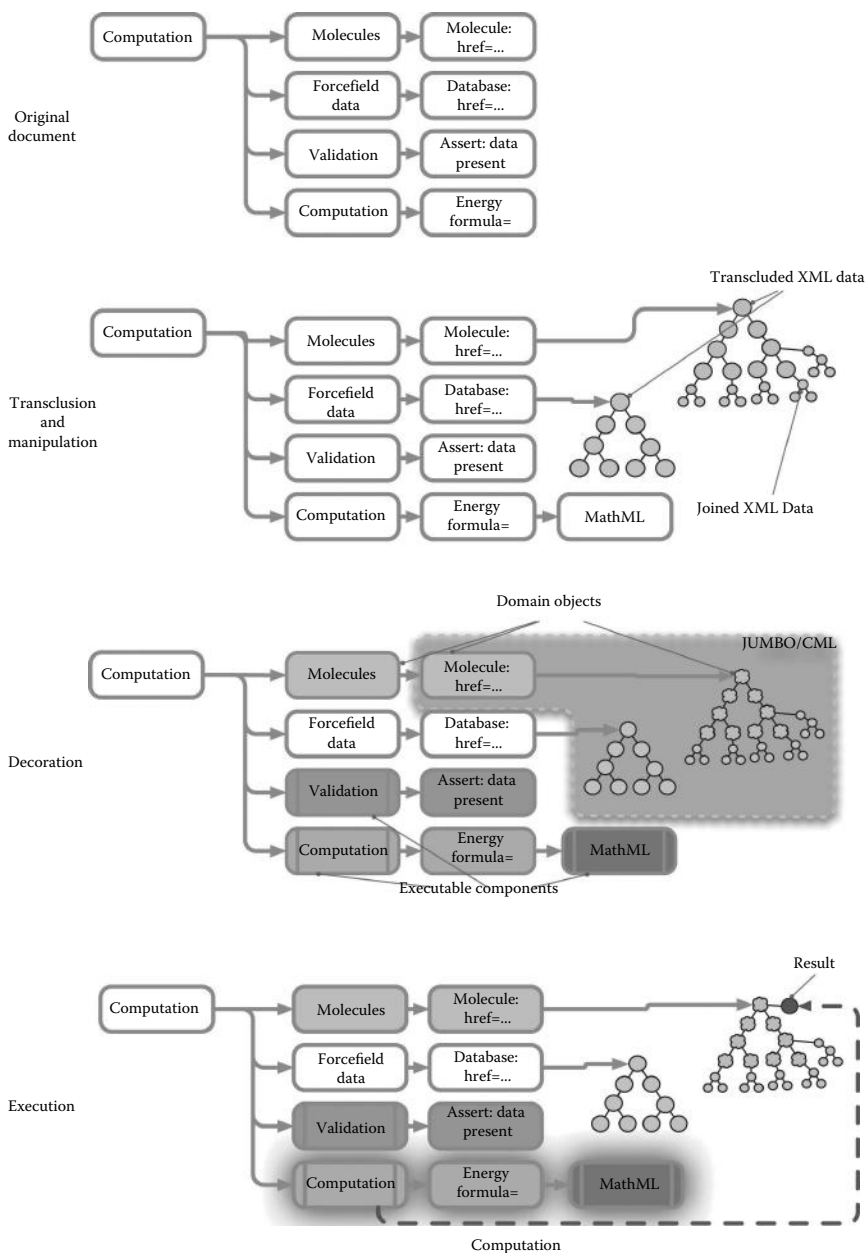 Computation
Molecules
Molecule:
href=...
Forcefield
data
Database:
href=...
Original
document
Validation
Assert: data
present
Computation
Energy
formula=
Transcluded XML data
Computation
Molecules
Molecule:
href=...
Forcefield
data
Database:
href=...
Transclusion
and
manipulation
Validation
Assert: data
present
Computation
Energy
formula=
MathML
Joined XML Data
Domain objects
JUMBO/CML
Computation
Molecules
Molecule:
href=...
Forcefield
data
Database:
href=...
Decoration
Validation
Assert: data
present
Computation
Energy
formula=
MathML
Executable components
Result
Computation
Molecules
Molecule:
href=...
Forcefield
data
Database:
href=...
Execution
Validation
Assert: data
present
Computation
Energy
formula=
MathML
Computation